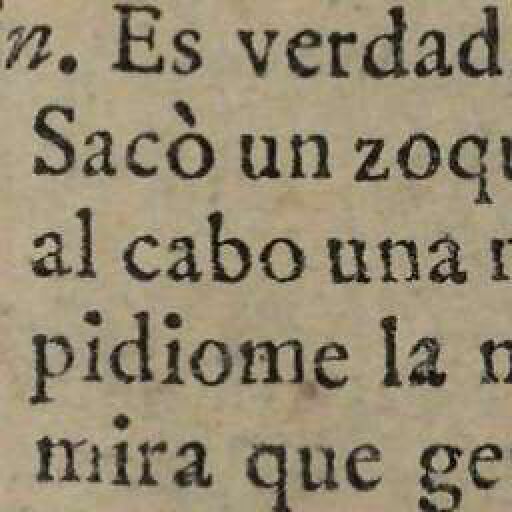 n. Es verdad
Sacò un zoqu
al cabo una
pidiome la
mira que ge